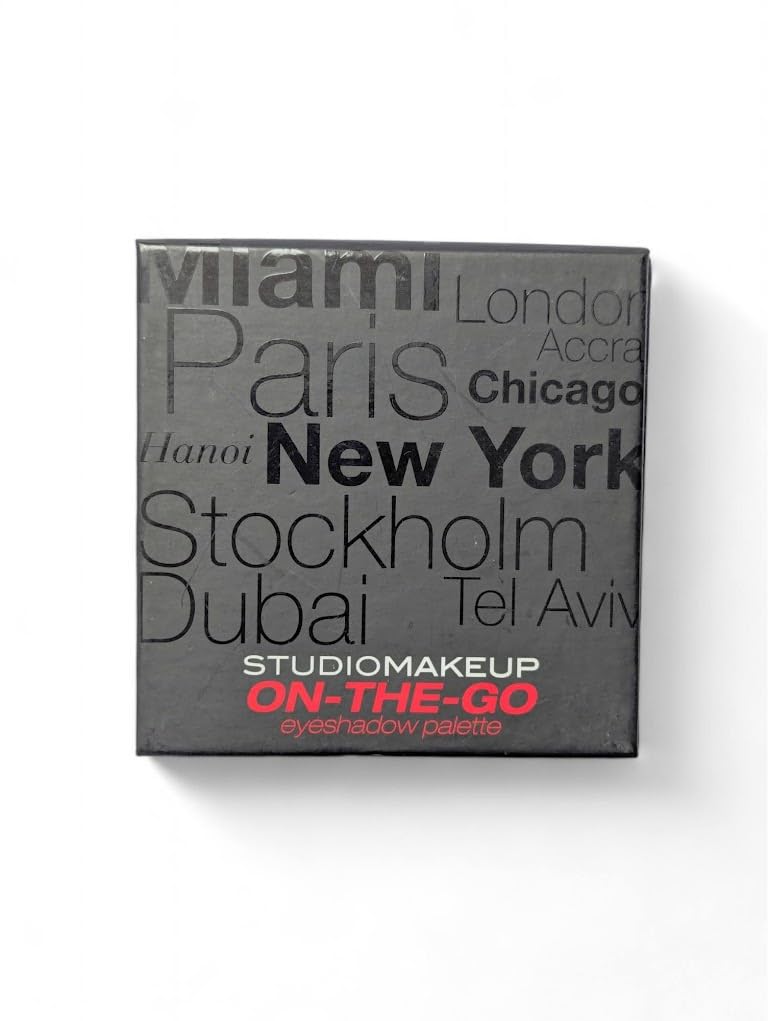 Miami
London
Paris
Accra
Chicago
Hanoi New York
Stockholm
Dubai
Tel Aviv
STUDIOMAKEUP
ON-THE-GO
eyeshadow palette